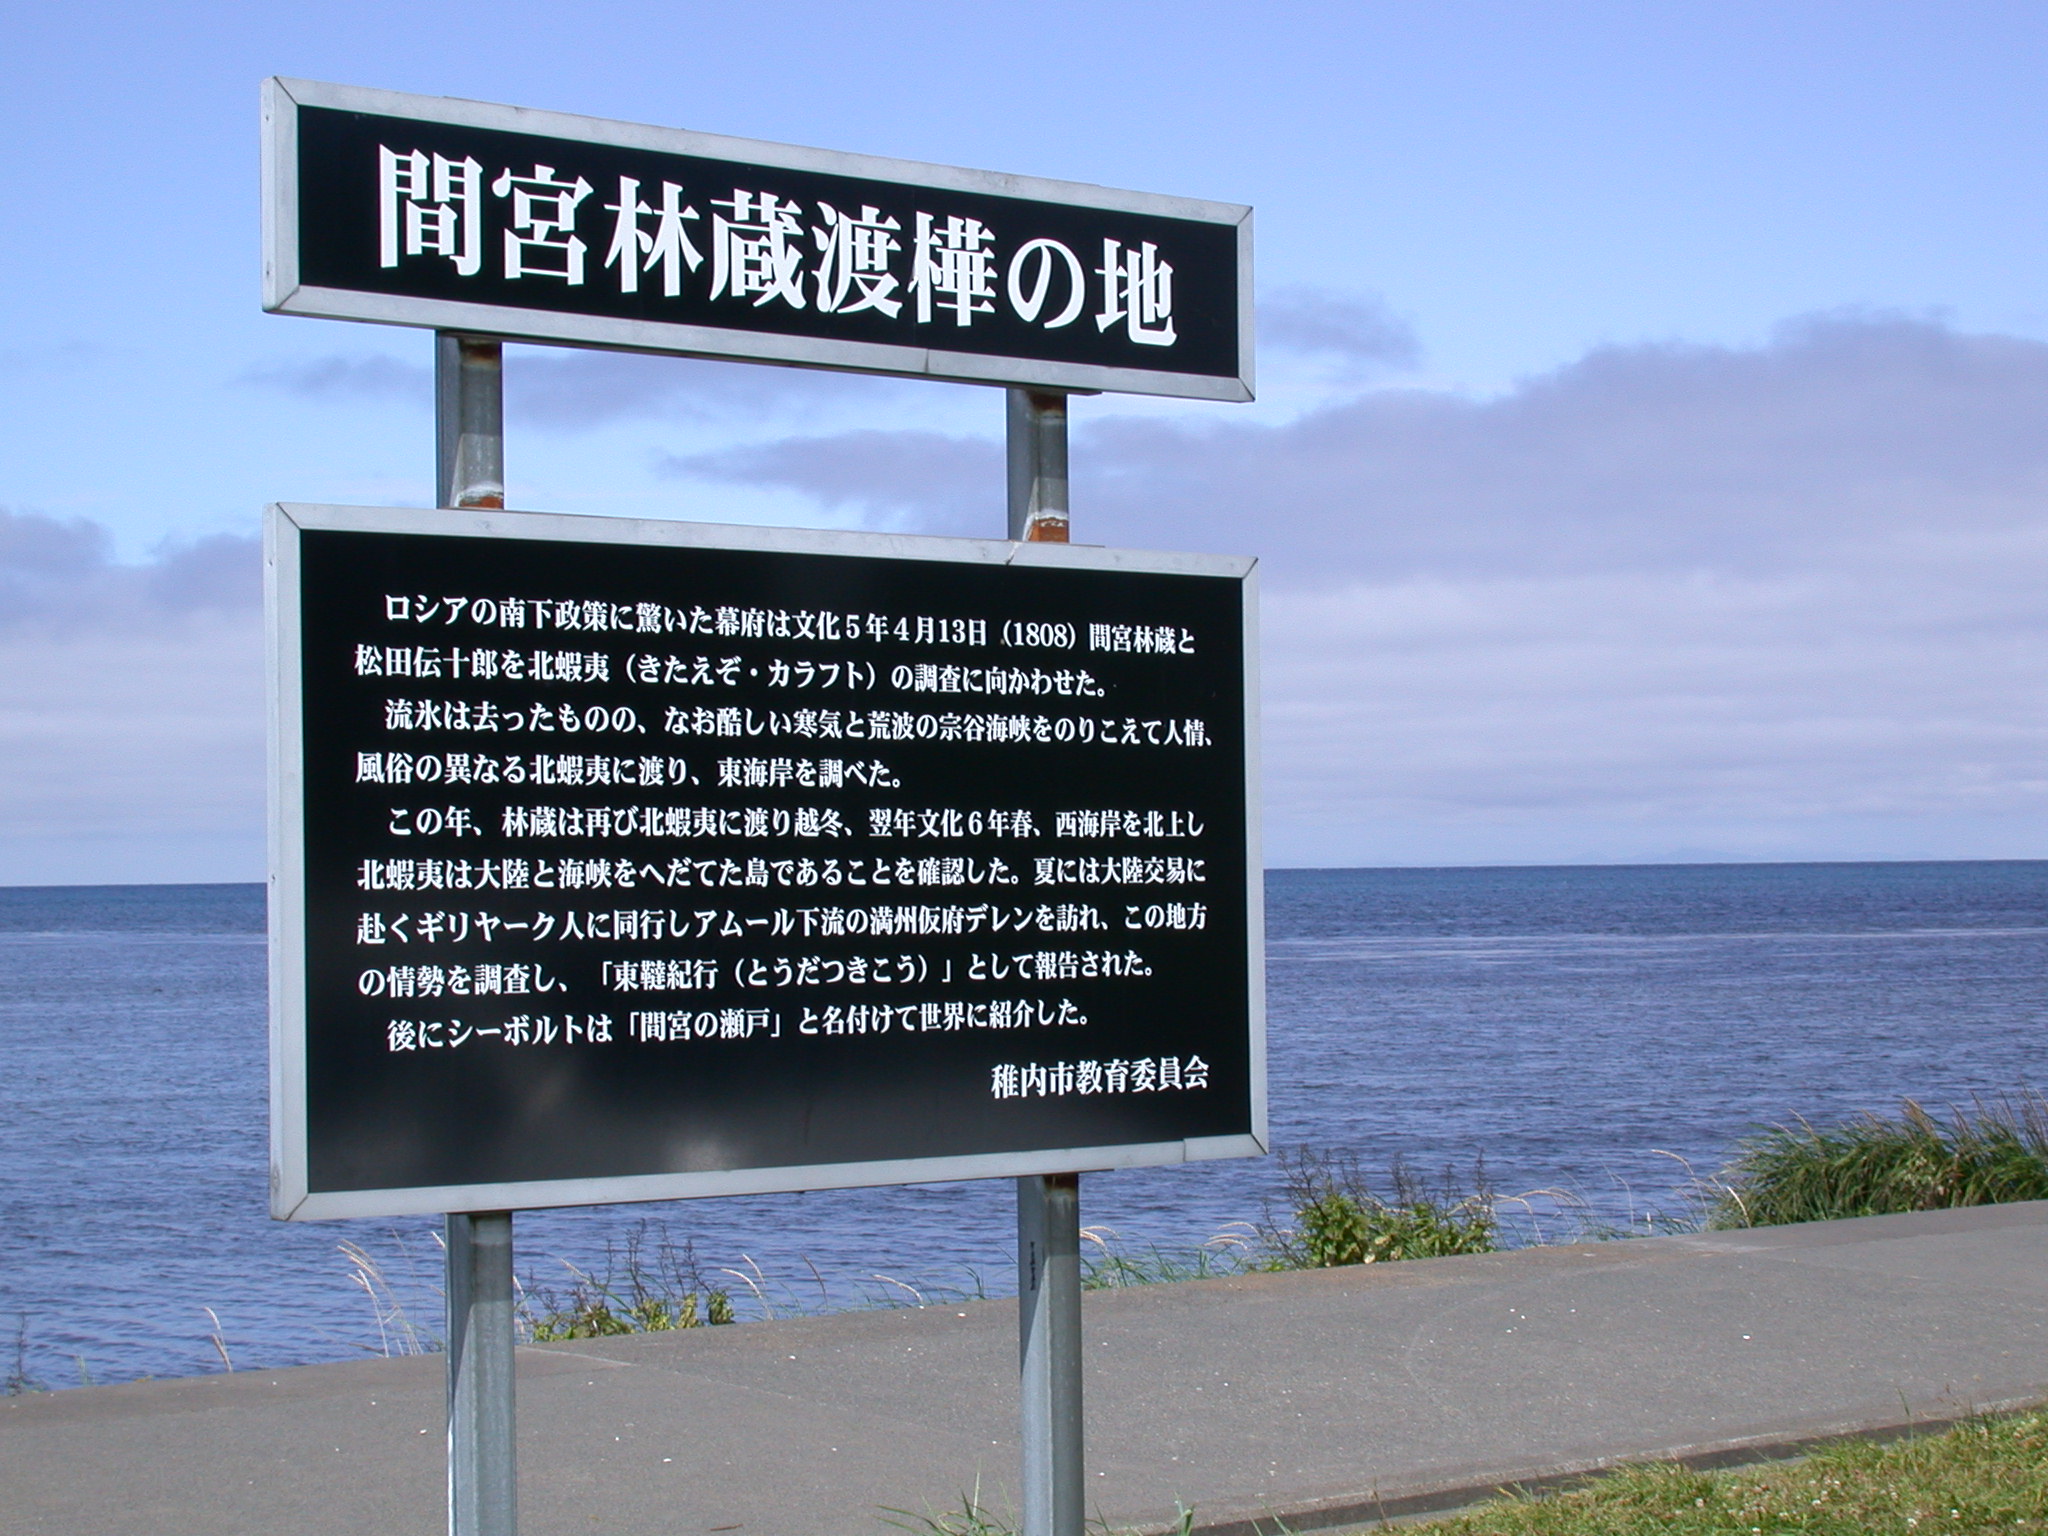 間宮林蔵渡樺の地
ロシアの南下政策に驚いた幕府は文化5年4月13日（1808）間宮林蔵と
松田伝十郎を北蝦夷（きたえぞ・カラフト）の調査に向かわせた。
流氷は去ったものの、なお酷しい寒気と荒波の宗谷海峡をのりこえて人情、
風俗の異なる北蝦夷に渡り、東海岸を調べた。
この年、林蔵は再び北蝦夷に渡り越冬、翌年文化6年春、西海岸を北上し
北蝦夷は大陸と海峡をへだてた島であることを確認した。夏には大陸交易に
赴くギリヤーク人に同行しアムール下流の満州仮府デレンを訪れ、この地方
の情勢を調査し、「東韃紀行（とうだつきこう）」として報告された。
後にシーボルトは「間宮の瀬戸」と名付けて世界に紹介した。
稚内市教育委員会